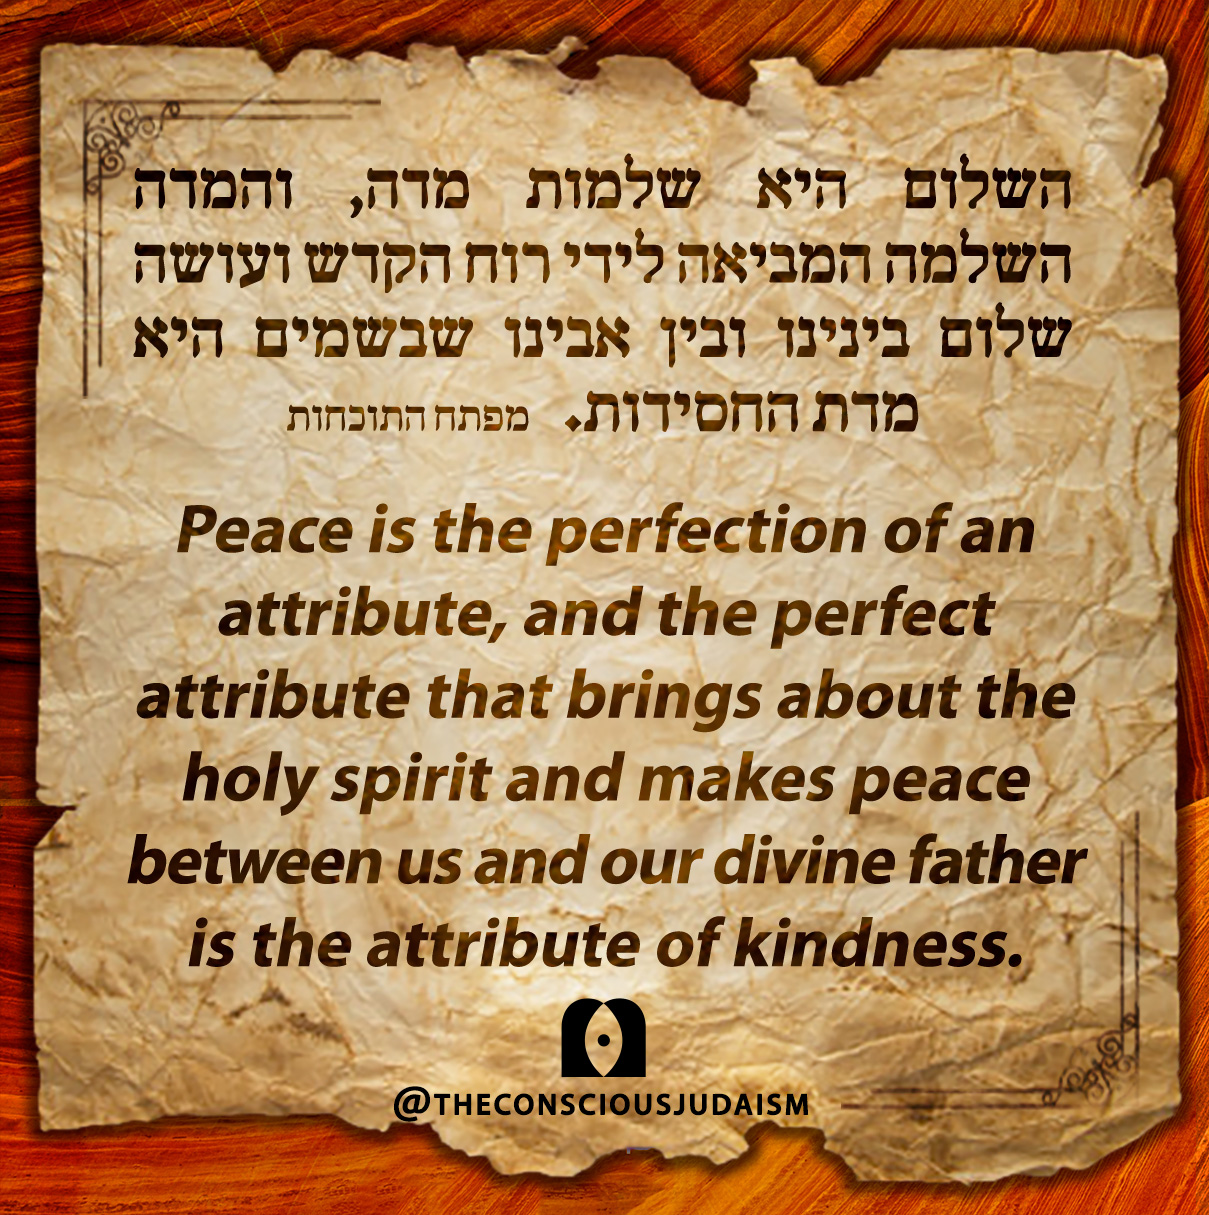 השלום היא שלמות מדה, והמדה
השלמה המביאה לידי רוח הקדש ועושה
שלום בינינו ובין אבינו שבשמים היא
מדת החסידות. מפתח התוכחות
Peace is the perfection of an
attribute, and the perfect
attribute that brings about the
holy spirit and makes peace
between us and our divine father
is the attribute of kindness.
@THECONSCIOUSJUDAISM